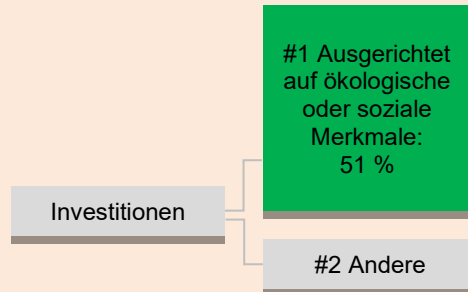 #1 Ausgerichtet
auf ökologische
oder soziale
Merkmale:
51 %
Investitionen
#2 Andere